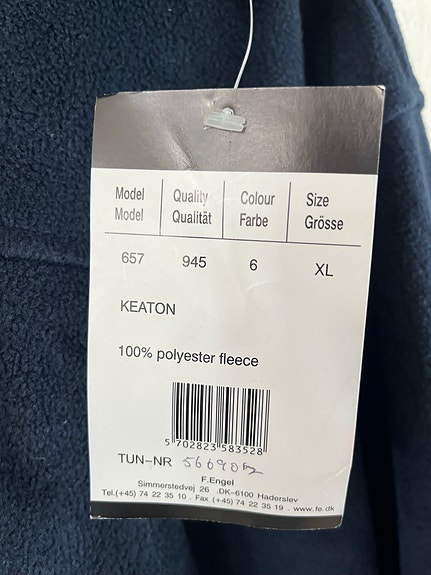 Model Quality Colour Size
Model Qualität Farbe Grösse
657 945 6 XL
KEATON
100% polyester fleece
5 702823 583528
TUN-NR
F.Engel
Simmerstedvej 26 .DK-6100 Haderslev
Tel.(+45) 74 22 35 10 . Fax (+45) 74 22 35 19 . www.fe.dk